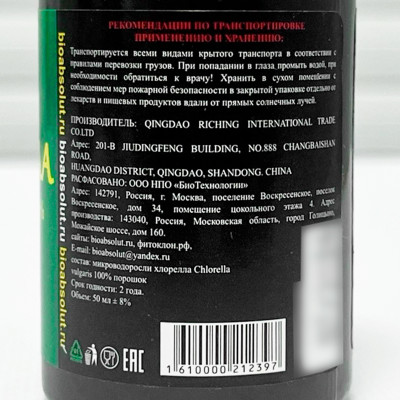 РЕКОМЕНДАЦИИ ПО ТРАНСПОРТИРОВКЕ
ПРИМЕНЕНИЮ И ХРАНЕНИЮ:
Транспортируется всеми видами крытого транспорта в соответствии с
правилами перевозки грузов. При попадании в глаза промыть водой, при
необходимости обратиться к врачу! Хранить в сухом помещении с
соблюдением мер пожарной безопасности в закрытой упаковке отдельно от
лекарств и пищевых продуктов вдали от прямых солнечных лучей.
ПРОИЗВОДИТЕЛЬ: QINGDAO RICHING INTERNATIONAL TRADE
CO.LTD
Адрес: 201-B JIUDINGFENG BUILDING, NO.888 CHANGBAISHAN
ROAD,
HUANGDAO DISTRICT, QINGDAO, SHANDONG. CHINA
РАСФАСОВАНО: ООО НПО «БиоТехнологии»
Адрес: 142791, Россия, г. Москва, поселение Воскресенское, поселок
Воскресенское, дом 34, помещение цокольного этажа 4. Адрес
производства: 143040, Россия, Московская область, город Голицыно,
Можайское шоссе, дом 160.
сайты: bioabsolut.ru, фитоклон.рф,
e-mail: bioabsolut@yandex.ru
состав: микроводоросли хлорелла Chlorella
vulgaris 100% порошок
Срок годности: 2 года.
Объем: 50 мл ± 8%
EAC
1 610000 212397
bioabsolut.ru bioabsolut.ru bioabsolut.ru
А